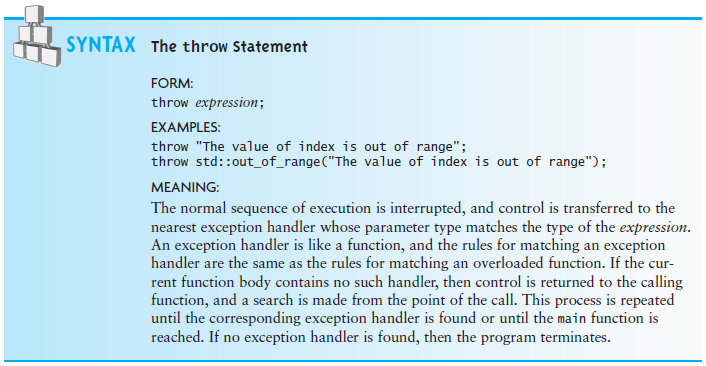 SYNTAX The throw Statement
FORM:
throw expression;
EXAMPLES:
throw "The value of index is out of range";
throw std::out_of_range("The value of index is out of range");
MEANING:
The normal sequence of execution is interrupted, and control is transferred to the
nearest exception handler whose parameter type matches the type of the expression.
An exception handler is like a function, and the rules for matching an exception
handler are the same as the rules for matching an overloaded function. If the cur-
rent function body contains no such handler, then control is returned to the calling
function, and a search is made from the point of the call. This process is repeated
until the corresponding exception handler is found or until the main function is
reached. If no exception handler is found, then the program terminates.